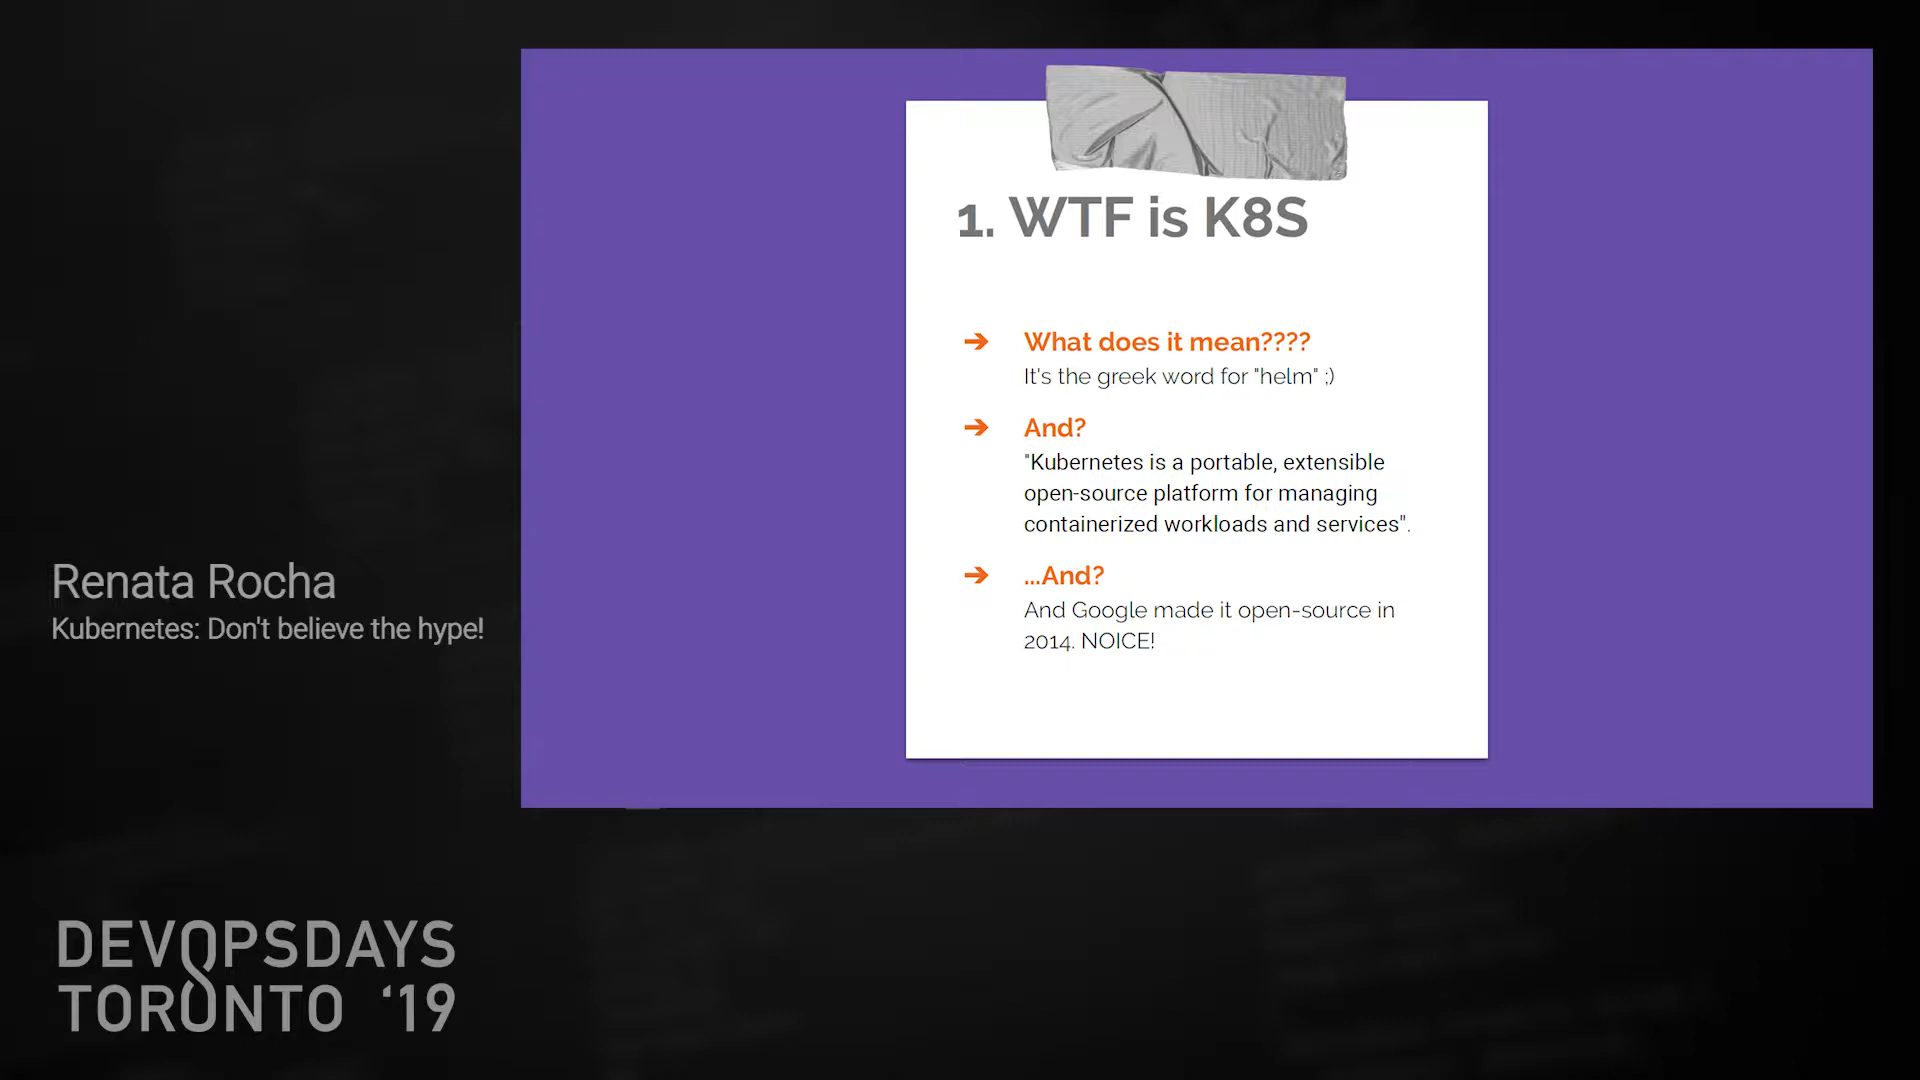 1. WTF is K8S
➔ What does it mean????
It's the greek word for "helm" ;)
➔ And?
"Kubernetes is a portable, extensible
open-source platform for managing
containerized workloads and services".
➔ ...And?
And Google made it open-source in
2014. NOICE!
Renata Rocha
Kubernetes: Don't believe the hype!
DEVOPSDAYS
TORONTO '19